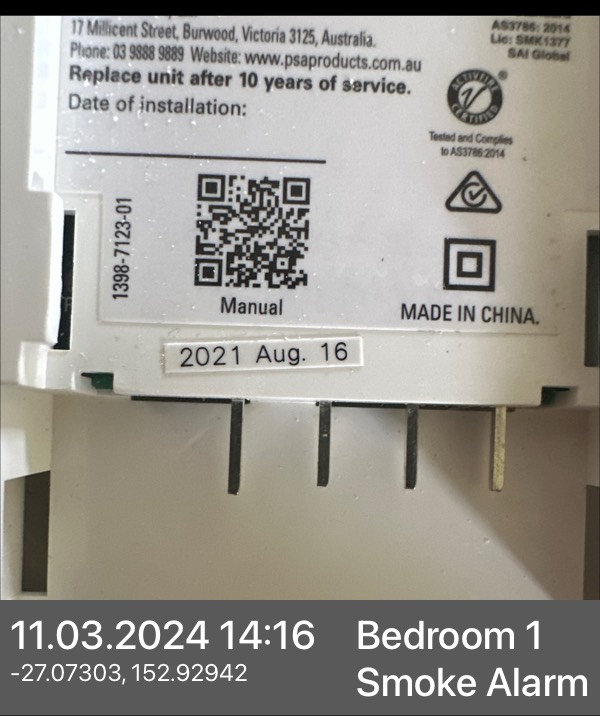 17 Millicent Street, Burwood, Victoria 3125, Australia.
Phone: 03 9888 9889 Website: www.psaproducts.com.au
Replace unit after 10 years of service.
Date of installation:
AS3786: 2014
Lic: SMK1377
SAI Global
ACTIVFIRE
CERTIFIED
®
Tested and Complies
to AS3786:2014
1398-7123-01
Manual
MADE IN CHINA.
2021 Aug. 16
11.03.2024 14:16
-27.07303, 152.92942
Bedroom 1
Smoke Alarm